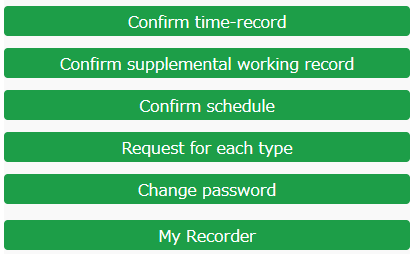 Confirm time-record
Confirm supplemental working record
Confirm schedule
Request for each type
Change password
My Recorder